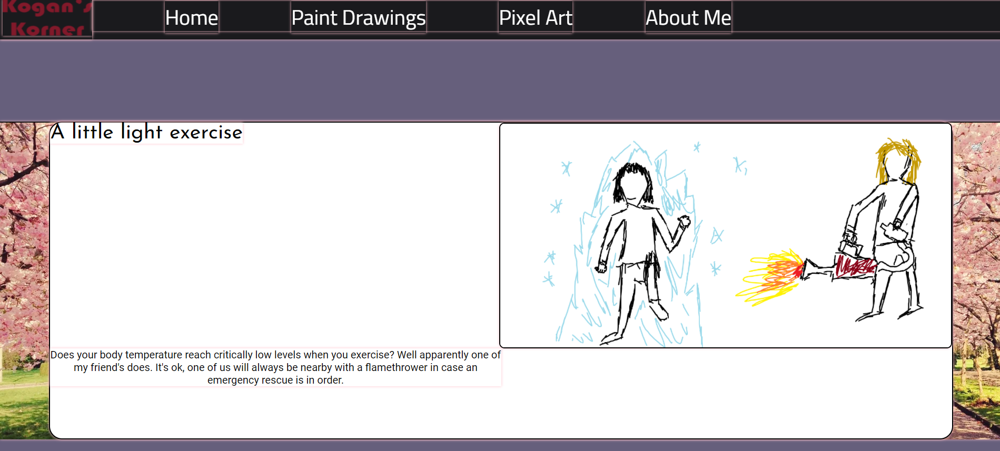 Kogan's
Korner
Home
Paint Drawings
Pixel Art
About Me
A little light exercise
Does your body temperature reach critically low levels when you exercise? Well apparently one of
my friend's does. It's ok, one of us will always be nearby with a flamethrower in case an
emergency rescue is in order.